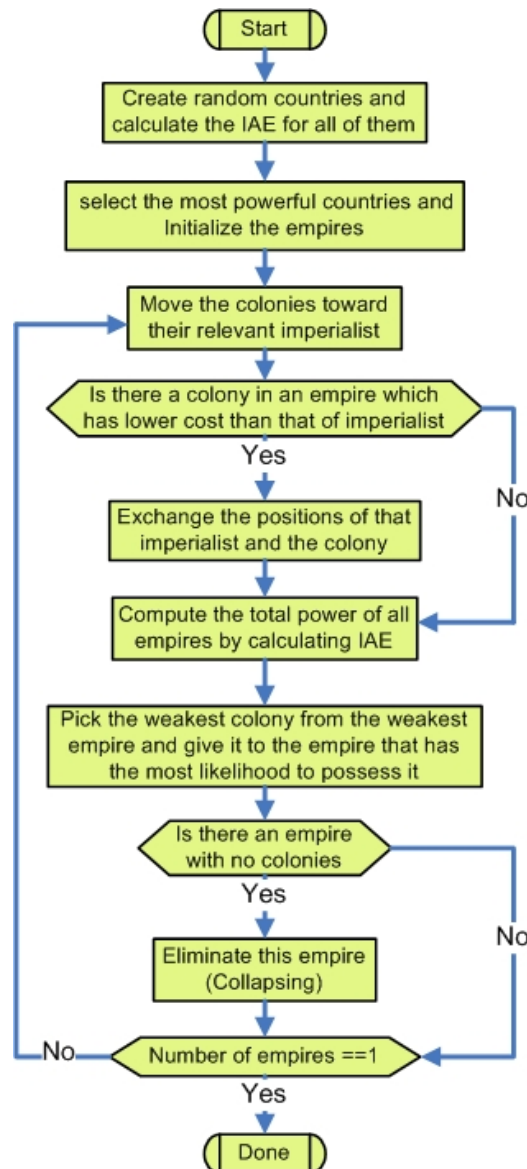 Start
Create random countries and
calculate the IAE for all of them
select the most powerful countries and
Initialize the empires
Move the colonies toward
their relevant imperialist
Is there a colony in an empire which
has lower cost than that of imperialist
Yes
No
Exchange the positions of that
imperialist and the colony
Compute the total power of all
empires by calculating IAE
Pick the weakest colony from the weakest
empire and give it to the empire that has
the most likelihood to possess it
Is there an empire
with no colonies
Yes
No
Eliminate this empire
(Collapsing)
No
Number of empires ==1
Yes
Done